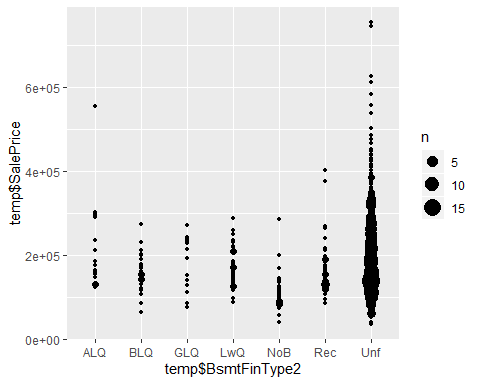 temp$SalePrice
6e+05
4e+05
2e+05
0e+00
ALQ BLQ GLQ LwQ NoB Rec Unf
temp$BsmtFinType2
n
5
10
15